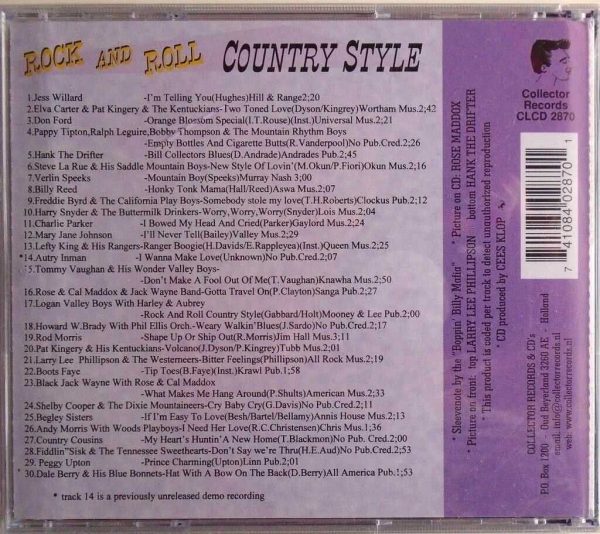 ROCK AND ROLL COUNTRY STYLE
1.Jess Willard -I'm Telling You(Hughes)Hill & Range2;20
2.Elva Carter & Pat Kingery & The Kentuckians-Two Toned Love(Dyson/Kingrey)Wortham Mus.2;42
3.Don Ford -Orange Blossom Special(I.T.Rouse)(Inst.)Universal Mus.2;21
4.Pappy Tipton,Ralph Leguire,Bobby Thompson & The Mountain Rhythm Boys
-Empty Bottles And Cigarette Butts(R.Vanderpool)No Pub.Cred.2;26
5.Hank The Drifter -Bill Collectors Blues(D.Andrade)Andrades Pub.2;45
6.Steve La Rue & His Saddle Mountain Boys-New Style Of Lovin'(M.Okun/P.Fiori)Okun Mus.2;16
7.Verlin Speeks -Mountain Boy(Speeks)Murray Nash 3;00
8.Billy Reed -Honky Tonk Mama(Hall/Reed)Aswa Mus.2;07
9.Freddie Byrd & The California Play Boys-Somebody stole my love(T.H.Roberts)Clockus Pub.2;12
10.Harry Snyder & The Buttermilk Drinkers-Worry,Worry,Worry(Snyder)Lois Mus.2;04
11.Charlie Parker -I Bowed My Head And Cried(Parker)Gaylord Mus.2;24
12.Mary Jane Johnson -I'll Never Tell(Bailey)Valley Mus.2;29
13.Lefty King & His Rangers-Ranger Boogie(H.Davids/E.Rappleyea)(Inst.)Queen Mus.2;25
*14.Autry Inman -I Wanna Make Love(Unknown)No Pub.Cred.2;07
15.Tommy Vaughan & His Wonder Valley Boys-
-Don't Make A Fool Out Of Me(T.Vaughan)Knawha Mus.2;50
16.Rose & Cal Maddox & Jack Wayne Band-Gotta Travel On(P.Clayton)Sanga Pub.2;27
17.Logan Valley Boys With Harley & Aubrey
-Rock And Roll Country Style(Gabbard/Holt)Mooney & Lee Pub.2;00
18.Howard W.Brady With Phil Ellis Orch.-Weary Walkin'Blues(J.Sardo)No Pub.Cred.2;17
19.Rod Morris -Shape Up Or Ship Out(R.Morris)Jim Hall Mus.3;11
20.Pat Kingery & His Kentuckians-Volcano(J.Dyson/P.Kingrey)Tubb Mus.2;01
21.Larry Lee Phillipson & The Westerneers-Bitter Feelings(Phillipson)All Rock Mus.2;19
22.Boots Faye -Tip Toes(B.Faye)(Inst.)Krawl Pub.1;58
23.Black Jack Wayne With Rose & Cal Maddox
-What Makes Me Hang Around(P.Shults)American Mus.2;33
24.Shelby Cooper & The Dixie Mountaineers-Cry Baby Cry(G.Davis)No Pub.Cred.2;11
25.Begley Sisters -If I'm Easy To Love(Besh/Bartel/Bellamy)Annis House Mus.2;13
26.Andy Morris With Woods Playboys-I Need Her Love(R.C.Christensen)Chris Mus.1;36
27.Country Cousins -My Heart's Huntin'A New Home(T.Blackmon)No Pub. Cred.2;00
28.Fiddlin"Sisk & The Tennessee Sweethearts-Don't Say we're Thru(H.E.Aud)No Pub.Cred.2;53
29. Peggy Upton -Prince Charming(Upton)Linn Pub.2;01
*30.Dale Berry & His Blue Bonnets-Hat With A Bow On The Back(D.Berry)All America Pub.1;53
* track 14 is a previously unreleased demo recording
Collector
Records
CLCD 2870
7 41084 02870 1
* Sleevenote by the "Boppin' Billy Mafia" * Picture on CD: ROSE MADDOX
* Picture on front: top LARRY LEE PHILLIPSON bottom HANK THE DRIFTER
* This product is coded per track to detect unauthorized reproduction
* CD produced by CEES KLOP *
COLLECTOR RECORDS & CD's
P.O. Box 1200 - Oud Beyerland 3260 AE - Holland
email. info@collectorrecords.nl
web: www.collectorrecords.nl